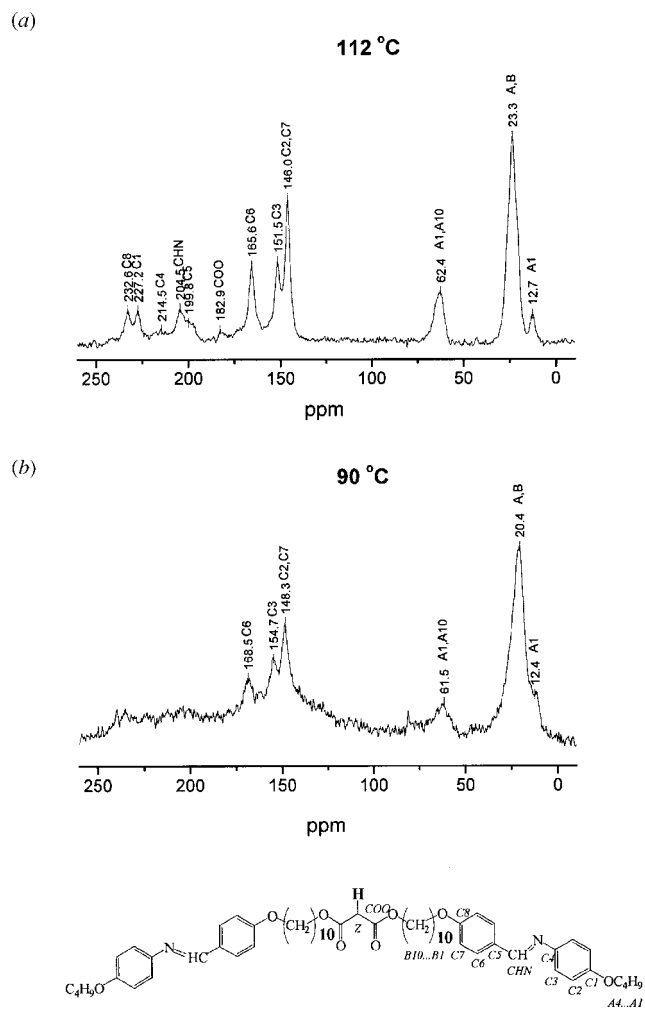 (a)
112 °C
232.6 C8
227.2 C1
214.5 C4
204.5 CHN
199.8 C5
182.9 COO
165.6 C6
151.5 C3
146.0 C2,C7
62.4 A1,A10
23.3 A,B
12.7 A1
250 200 150 100 50 0
ppm
(b)
90 °C
168.5 C6
154.7 C3
148.3 C2,C7
61.5 A1,A10
20.4 A,B
12.4 A1
250 200 150 100 50 0
ppm
H
O (CH2) O COO O (CH2) O C8
10 Z 10
N HC O O B10...B1 C7 C6 C5 CHN N C4
C4H9O C3 C2 C1 OC4H9
A4...A1